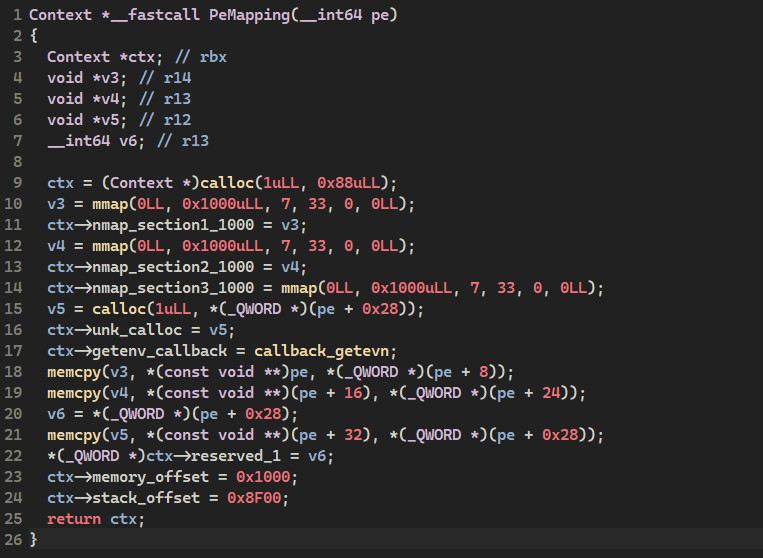 1 Context *__fastcall PeMapping(__int64 pe)
2 {
3   Context *ctx; // rbx
4   void *v3; // r14
5   void *v4; // r13
6   void *v5; // r12
7   __int64 v6; // r13
8
9   ctx = (Context *)calloc(1uLL, 0x88uLL);
10   v3 = mmap(0LL, 0x1000uLL, 7, 33, 0, 0LL);
11   ctx->nmap_section1_1000 = v3;
12   v4 = mmap(0LL, 0x1000uLL, 7, 33, 0, 0LL);
13   ctx->nmap_section2_1000 = v4;
14   ctx->nmap_section3_1000 = mmap(0LL, 0x1000uLL, 7, 33, 0, 0LL);
15   v5 = calloc(1uLL, *(_QWORD *)(pe + 0x28));
16   ctx->unk_calloc = v5;
17   ctx->getenv_callback = callback_getevn;
18   memcpy(v3, *(const void **)pe, *(_QWORD *)(pe + 8));
19   memcpy(v4, *(const void **)(pe + 16), *(_QWORD *)(pe + 24));
20   v6 = *(_QWORD *)(pe + 0x28);
21   memcpy(v5, *(const void **)(pe + 32), *(_QWORD *)(pe + 0x28));
22   *(_QWORD *)ctx->reserved_1 = v6;
23   ctx->memory_offset = 0x1000;
24   ctx->stack_offset = 0x8F00;
25   return ctx;
26 }